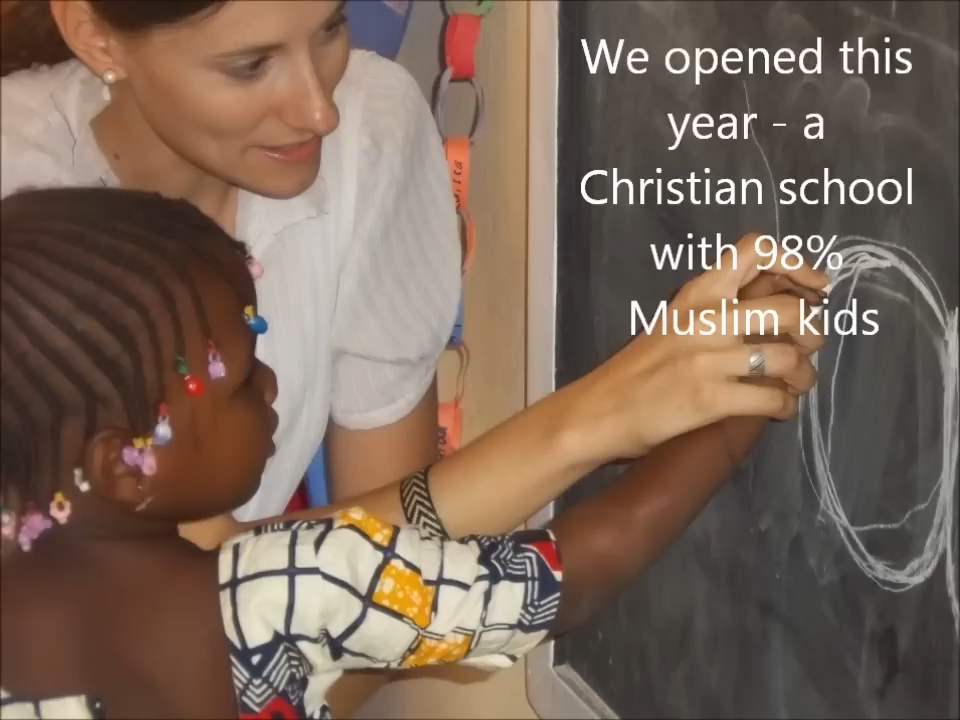 We opened this
year - a
Christian school
with 98%
Muslim kids